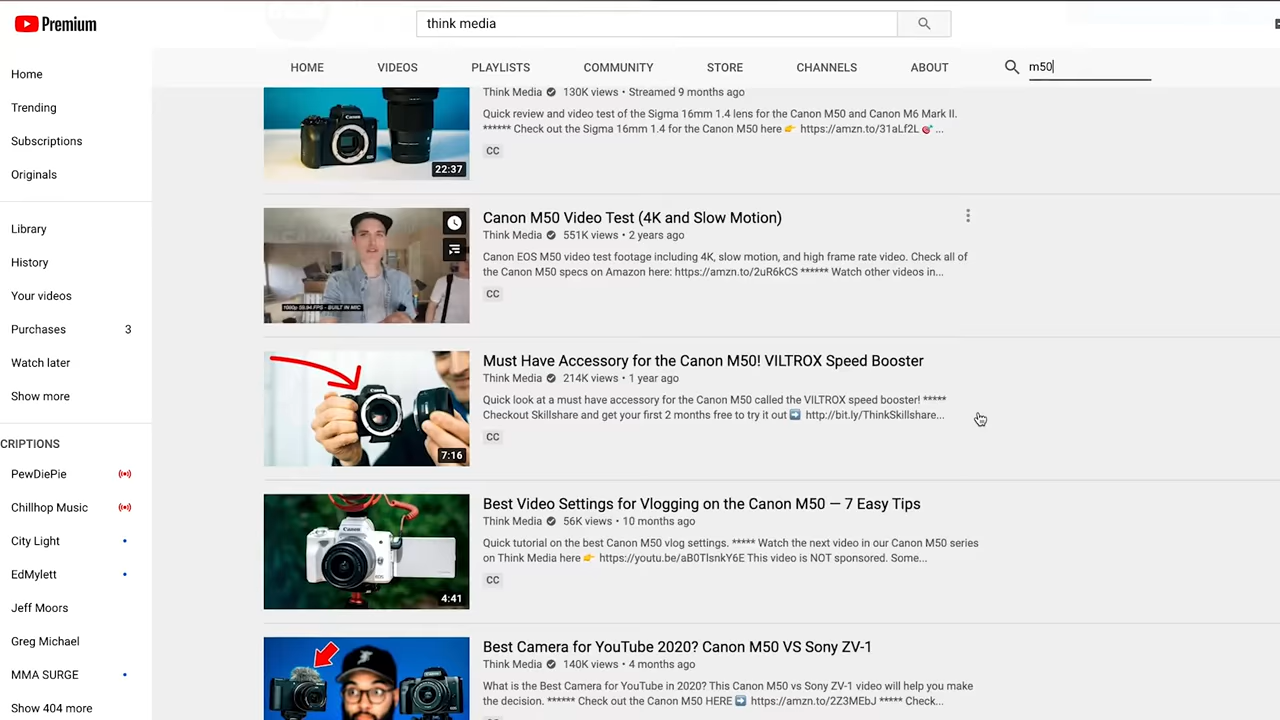 Premium
think media
HOME VIDEOS PLAYLISTS COMMUNITY STORE CHANNELS ABOUT m50
Home
Trending
Subscriptions
Originals
Library
History
Your videos
Purchases 3
Watch later
Show more
CRIPTIONS
PewDiePie
Chillhop Music
City Light
EdMylett
Jeff Moors
Greg Michael
MMA SURGE
Show 404 more
Think Media 130K views • Streamed 9 months ago
Quick review and video test of the Sigma 16mm 1.4 lens for the Canon M50 and Canon M6 Mark II.
****** Check out the Sigma 16mm 1.4 for the Canon M50 here 👉 https://amzn.to/31aLf2L 🎯 ...
CC
22:37
Canon M50 Video Test (4K and Slow Motion)
Think Media 551K views • 2 years ago
Canon EOS M50 video test footage including 4K, slow motion, and high frame rate video. Check all of
the Canon M50 specs on Amazon here: https://amzn.to/2uR6kCS ****** Watch other videos in...
CC
1080p 59.94 FPS - BUILT IN MIC
Must Have Accessory for the Canon M50! VILTROX Speed Booster
Think Media 214K views • 1 year ago
Quick look at a must have accessory for the Canon M50 called the VILTROX speed booster! *****
Checkout Skillshare and get your first 2 months free to try it out ➡ http://bit.ly/ThinkSkillshare...
CC
Canon
7:16
Best Video Settings for Vlogging on the Canon M50 — 7 Easy Tips
Think Media 56K views • 10 months ago
Quick tutorial on the best Canon M50 vlog settings. ***** Watch the next video in our Canon M50 series
on Think Media here 👉 https://youtu.be/aB0TlsnkY6E This video is NOT sponsored. Some...
CC
Canon
4:41
Best Camera for YouTube 2020? Canon M50 VS Sony ZV-1
Think Media 140K views • 4 months ago
What is the Best Camera for YouTube in 2020? This Canon M50 vs Sony ZV-1 video will help you make
the decision. ****** Check out the Canon M50 HERE ➡ https://amzn.to/2Z3MEbJ ***** Check...